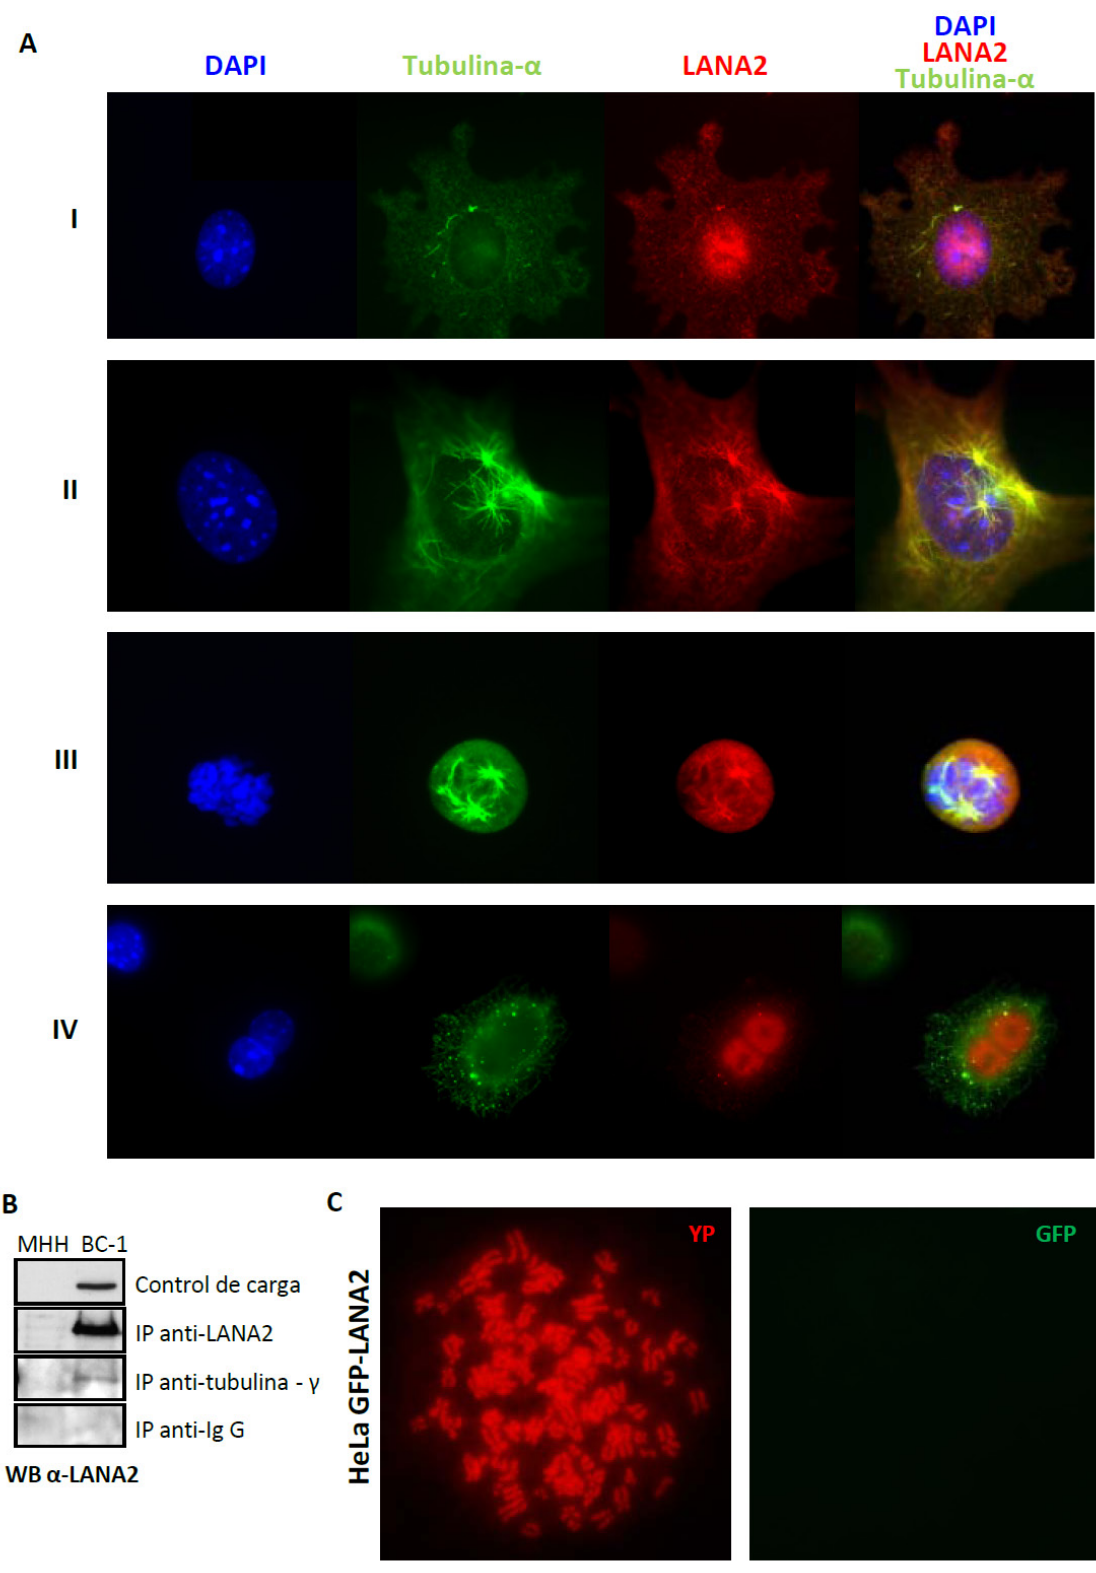 A
DAPI
Tubulina-α
LANA2
DAPI
LANA2
Tubulina-α
I
II
III
IV
B
MHH BC-1
Control de carga
IP anti-LANA2
IP anti-tubulina - γ
IP anti-Ig G
WB α-LANA2
C
HeLa GFP-LANA2
YP
GFP